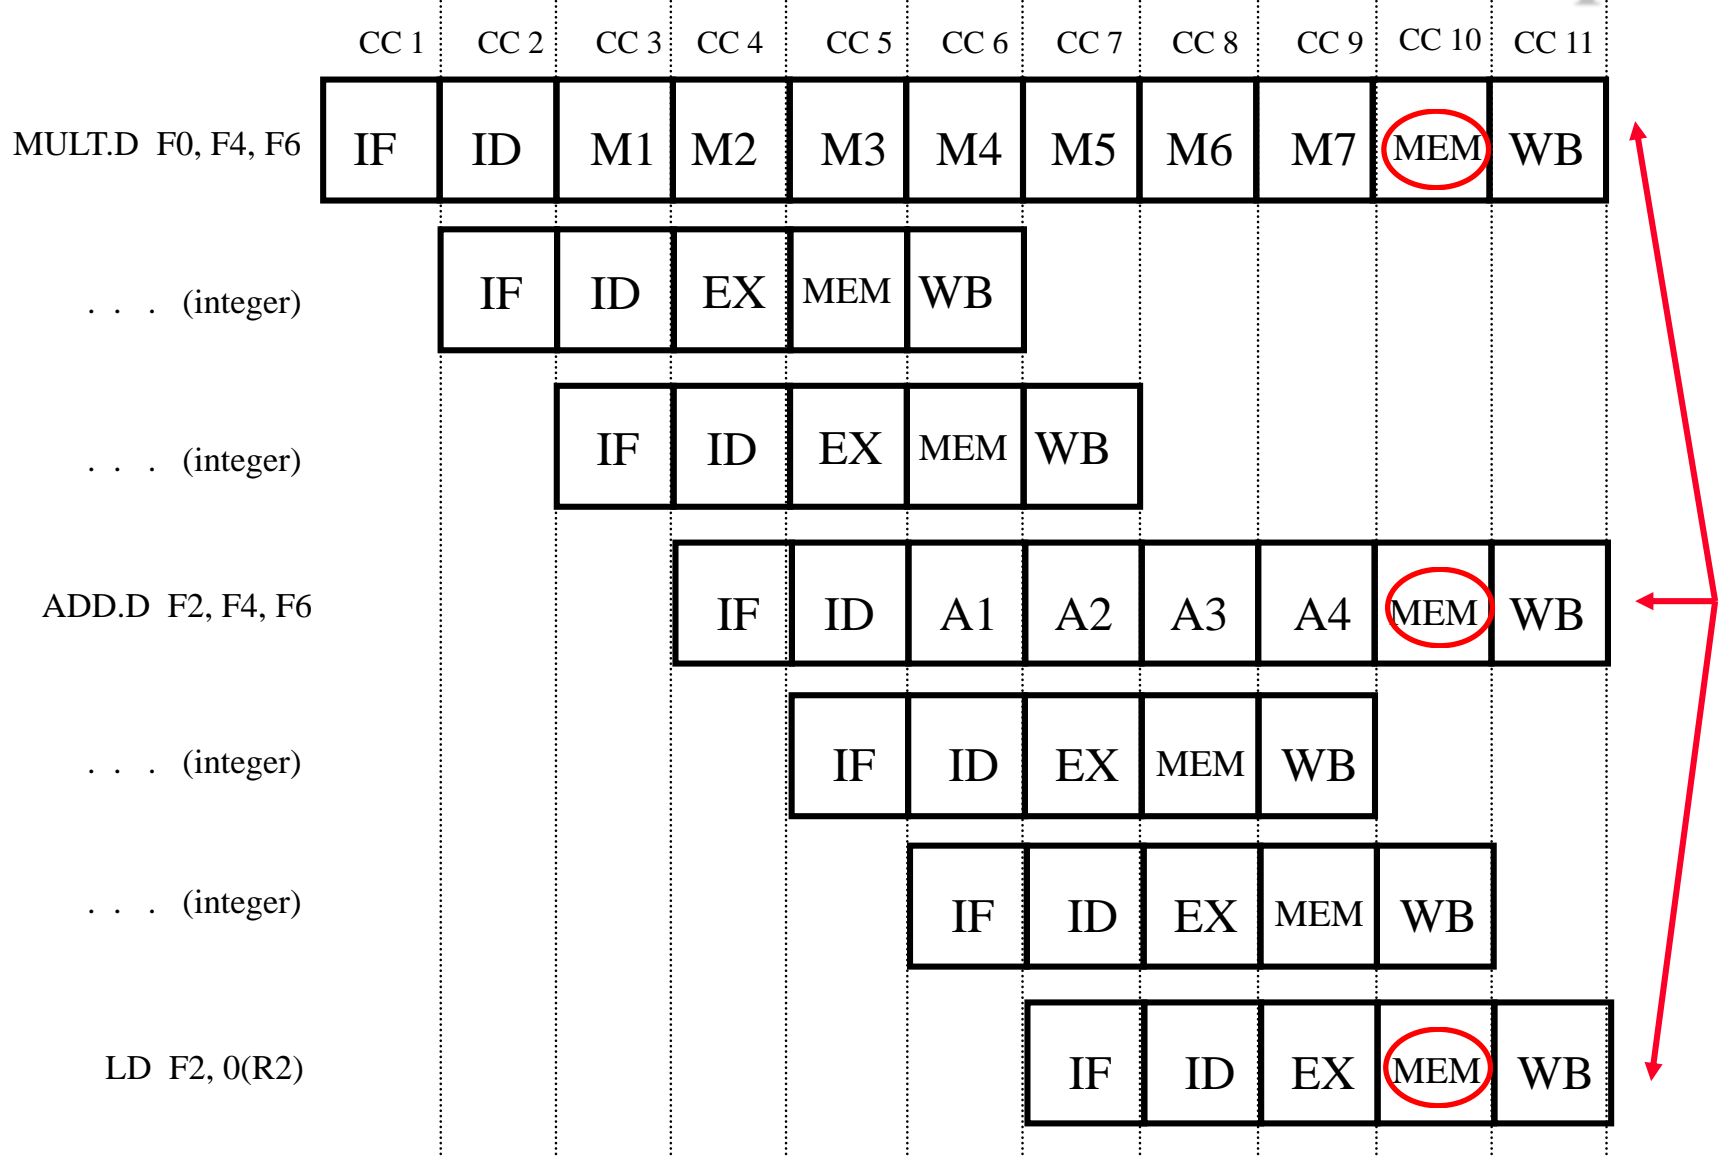 CC 1 CC 2 CC 3 CC 4 CC 5 CC 6 CC 7 CC 8 CC 9 CC 10 CC 11
MULT.D F0, F4, F6 IF ID M1 M2 M3 M4 M5 M6 M7 MEM WB
. . . (integer) IF ID EX MEM WB
. . . (integer) IF ID EX MEM WB
ADD.D F2, F4, F6 IF ID A1 A2 A3 A4 MEM WB
. . . (integer) IF ID EX MEM WB
. . . (integer) IF ID EX MEM WB
LD F2, 0(R2) IF ID EX MEM WB